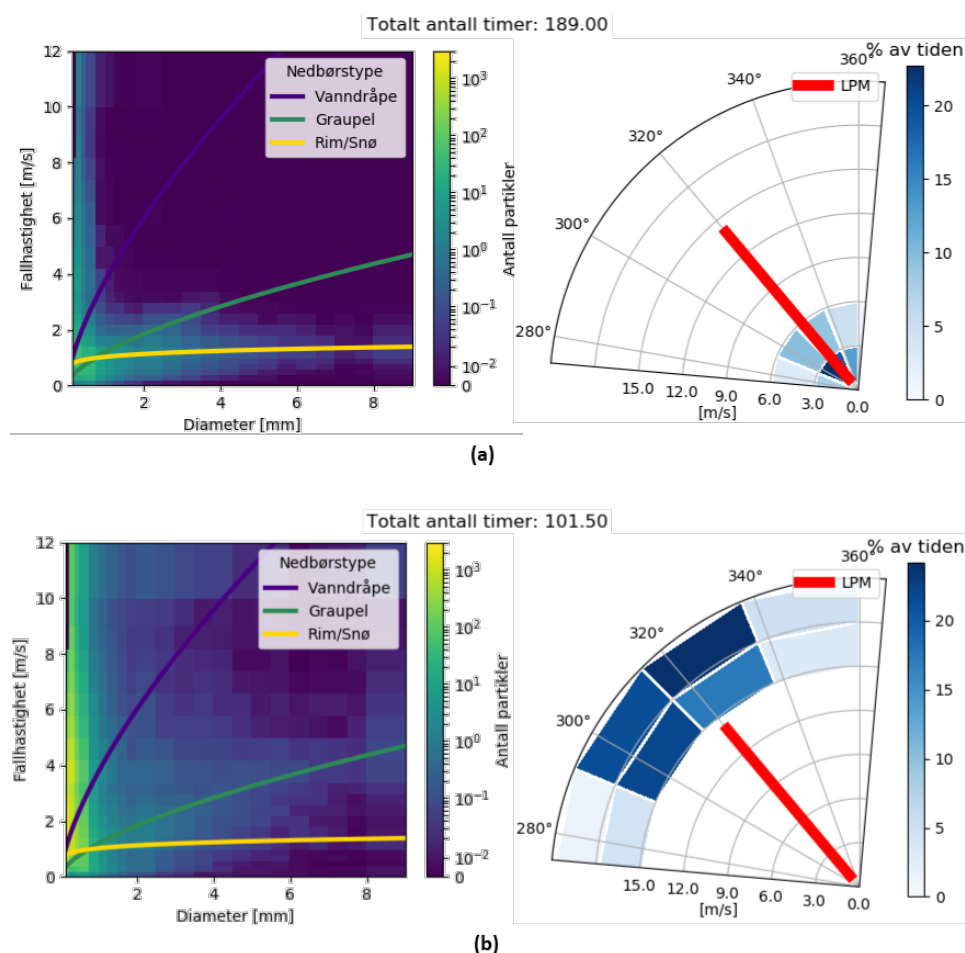 Totalt antall timer: 189.00
12
10
8
6
4
2
0
Fallhastighet [m/s]
Nedbørstype
Vanndråpe
Graupel
Rim/Snø
2
4
6
8
Diameter [mm]
10³
10²
10¹
10⁰
10⁻¹
10⁻²
0
Antall partikler
280°
300°
320°
340°
360°
LPM
15.0
12.0
9.0
6.0
3.0
0.0
[m/s]
% av tiden
20
15
10
5
0
(a)
Totalt antall timer: 101.50
12
10
8
6
4
2
0
Fallhastighet [m/s]
Nedbørstype
Vanndråpe
Graupel
Rim/Snø
2
4
6
8
Diameter [mm]
10³
10²
10¹
10⁰
10⁻¹
10⁻²
0
Antall partikler
280°
300°
320°
340°
360°
LPM
15.0
12.0
9.0
6.0
3.0
0.0
[m/s]
% av tiden
20
15
10
5
0
(b)